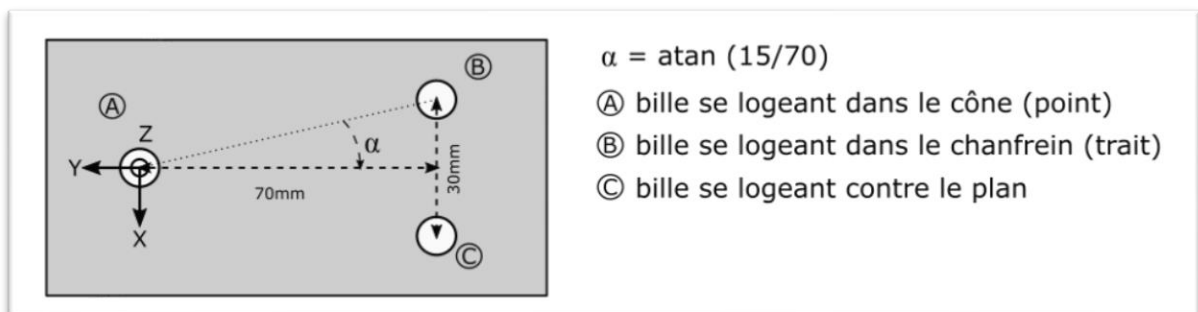 Ⓑ
Ⓐ
Z
Y
α
70mm
30mm
X
Ⓒ
α = atan (15/70)
Ⓐ bille se logeant dans le cône (point)
Ⓑ bille se logeant dans le chanfrein (trait)
Ⓒ bille se logeant contre le plan